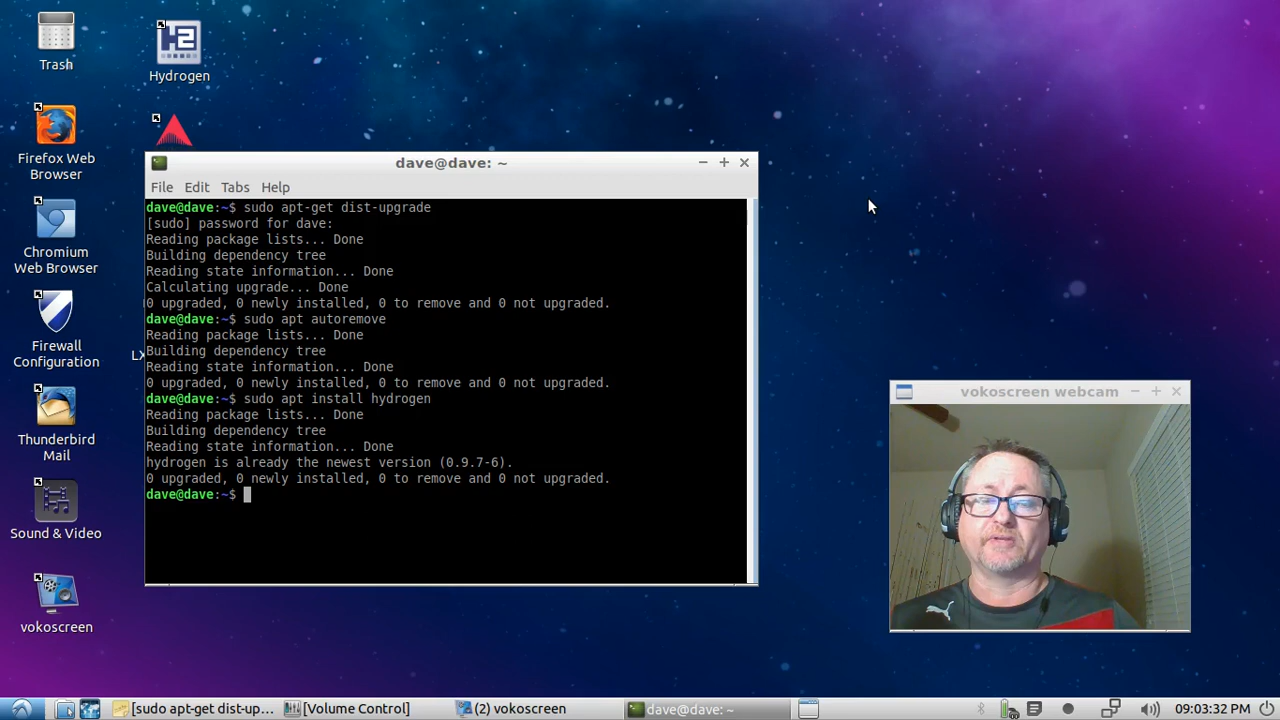 Trash
Hydrogen
Firefox Web
Browser
Chromium
Web Browser
Firewall
Configuration
LX
Thunderbird
Mail
Sound & Video
vokoscreen
dave@dave: ~
File Edit Tabs Help
dave@dave:~$ sudo apt-get dist-upgrade
[sudo] password for dave:
Reading package lists... Done
Building dependency tree
Reading state information... Done
Calculating upgrade... Done
0 upgraded, 0 newly installed, 0 to remove and 0 not upgraded.
dave@dave:~$ sudo apt autoremove
Reading package lists... Done
Building dependency tree
Reading state information... Done
0 upgraded, 0 newly installed, 0 to remove and 0 not upgraded.
dave@dave:~$ sudo apt install hydrogen
Reading package lists... Done
Building dependency tree
Reading state information... Done
hydrogen is already the newest version (0.9.7-6).
0 upgraded, 0 newly installed, 0 to remove and 0 not upgraded.
dave@dave:~$
vokoscreen webcam
[sudo apt-get dist-up... [Volume Control] (2) vokoscreen dave@dave: ~ 09:03:32 PM